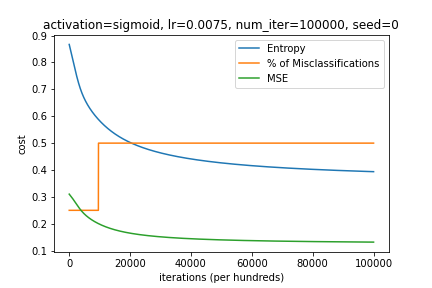 activation=sigmoid, lr=0.0075, num_iter=100000, seed=0
0.9
0.8
0.7
0.6
0.5
0.4
0.3
0.2
0.1
cost
Entropy
% of Misclassifications
MSE
0 20000 40000 60000 80000 100000
iterations (per hundreds)